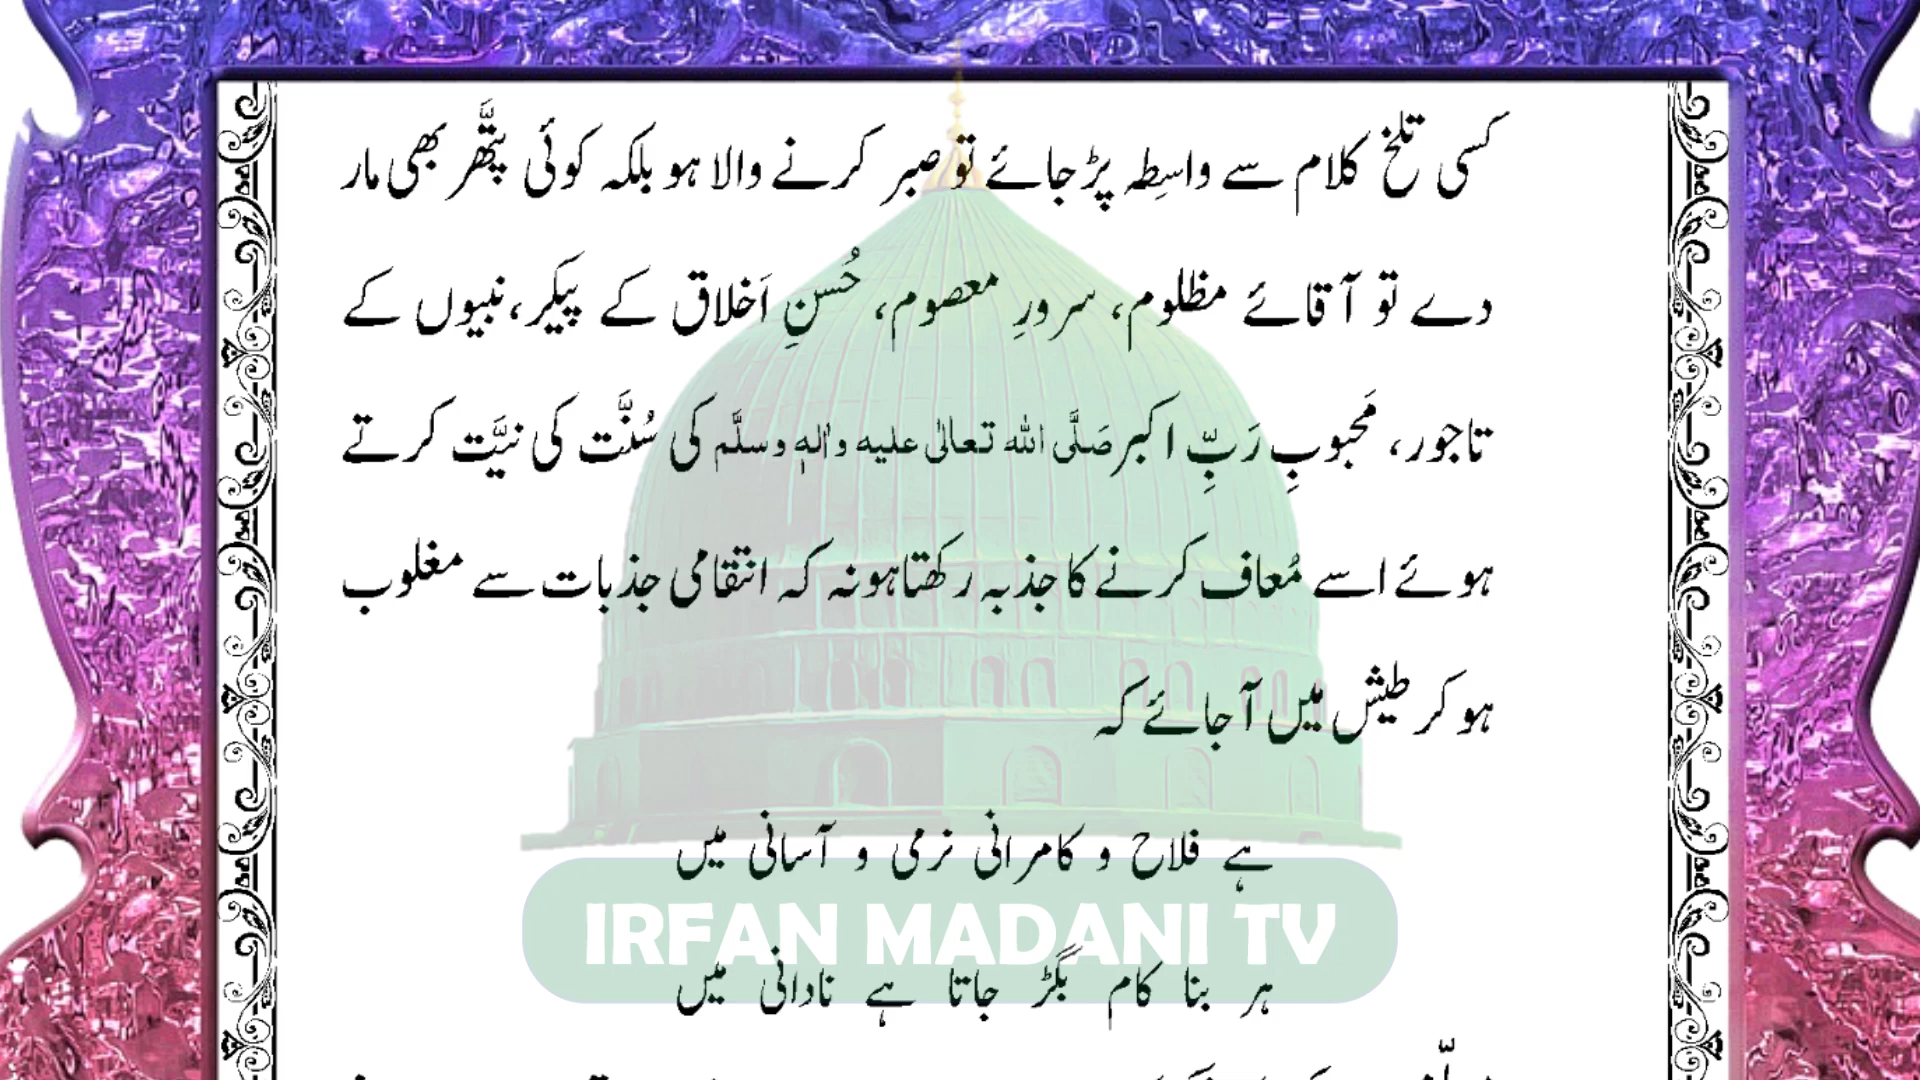 کسی تلخ کلام سے واسِطہ پڑ جائے تو صبر کرنے والا ہو بلکہ کوئی پتَّھر بھی مار
دے تو آقائے مظلوم، سرورِ معصوم، حُسنِ اَخلاق کے پیکر، نبیوں کے
تاجور، مَحبوبِ رَبِّ اکبر صَلَّی اللہ تعالیٰ علیہ واٰلہٖ وسلَّم کی سُنَّت کی نیَّت کرتے
ہوئے اسے مُعاف کرنے کا جذبہ رکھتا ہو نہ کہ انتقامی جذبات سے مغلوب
ہو کر طیش میں آ جائے کہ
ہے فلاح و کامرانی نرمی و آسانی میں
IRFAN MADANI TV
ہر بنا کام بگڑ جاتا ہے نادانی میں